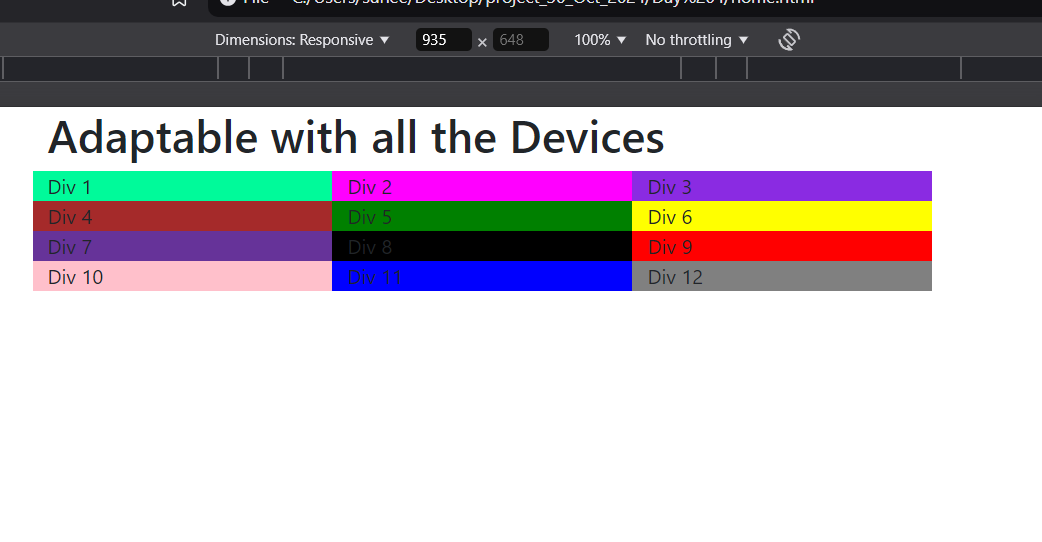 File C:/Users/sunee/Desktop/project_30_Oct_2024/Day%204/home.html
Dimensions: Responsive ▼ 935 × 648 100% ▼ No throttling ▼
Adaptable with all the Devices
Div 1 Div 2 Div 3
Div 4 Div 5 Div 6
Div 7 Div 8 Div 9
Div 10 Div 11 Div 12